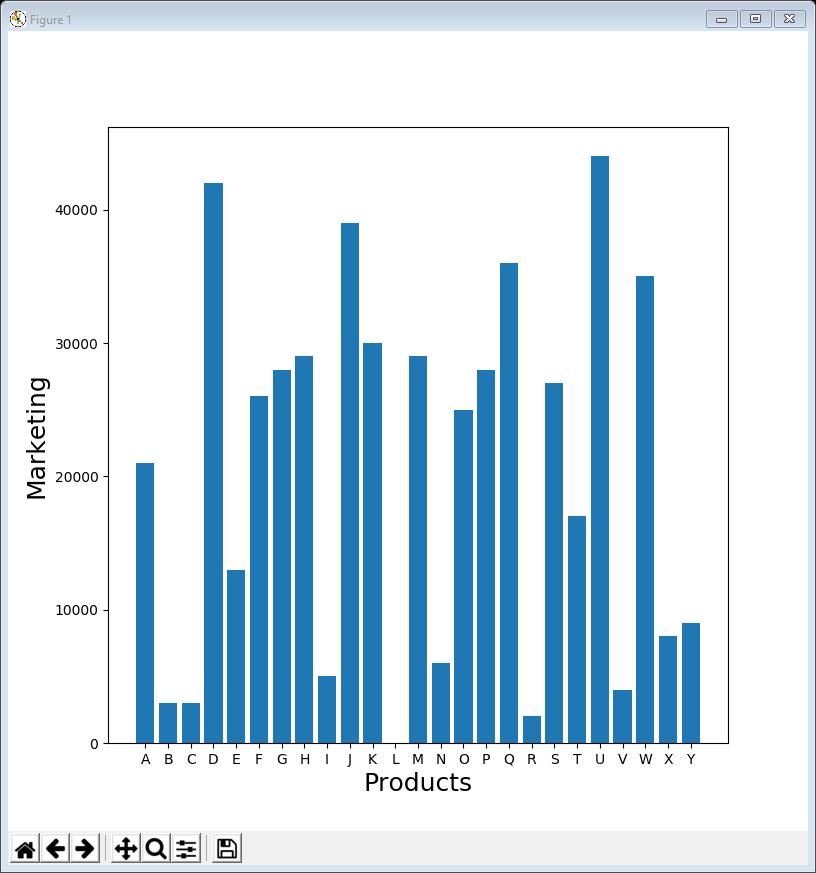 Figure 1
40000
30000
20000
10000
0
Marketing
A B C D E F G H I J K L M N O P Q R S T U V W X Y
Products